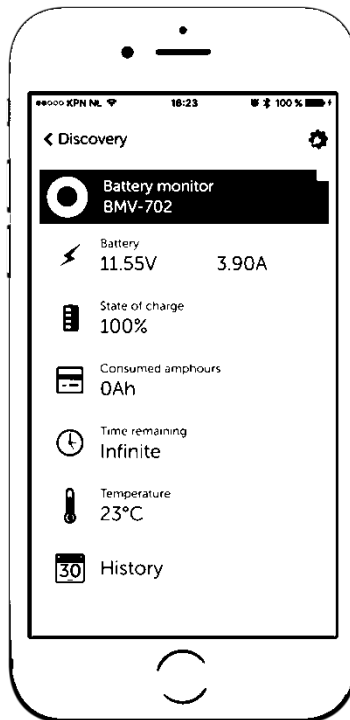 KPN NL 16:23 100 %
Discovery
Battery monitor
BMV-702
Battery
11.55V 3.90A
State of charge
100%
Consumed amphours
0Ah
Time remaining
Infinite
Temperature
23°C
30 History